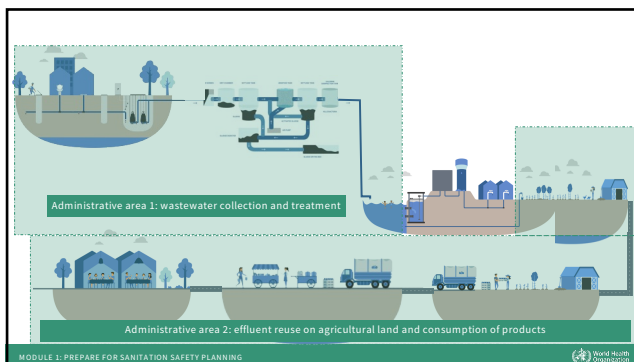 Administrative area 1: wastewater collection and treatment
Administrative area 2: effluent reuse on agricultural land and consumption of products
MODULE 1: PREPARE FOR SANITATION SAFETY PLANNING
World Health
Organization